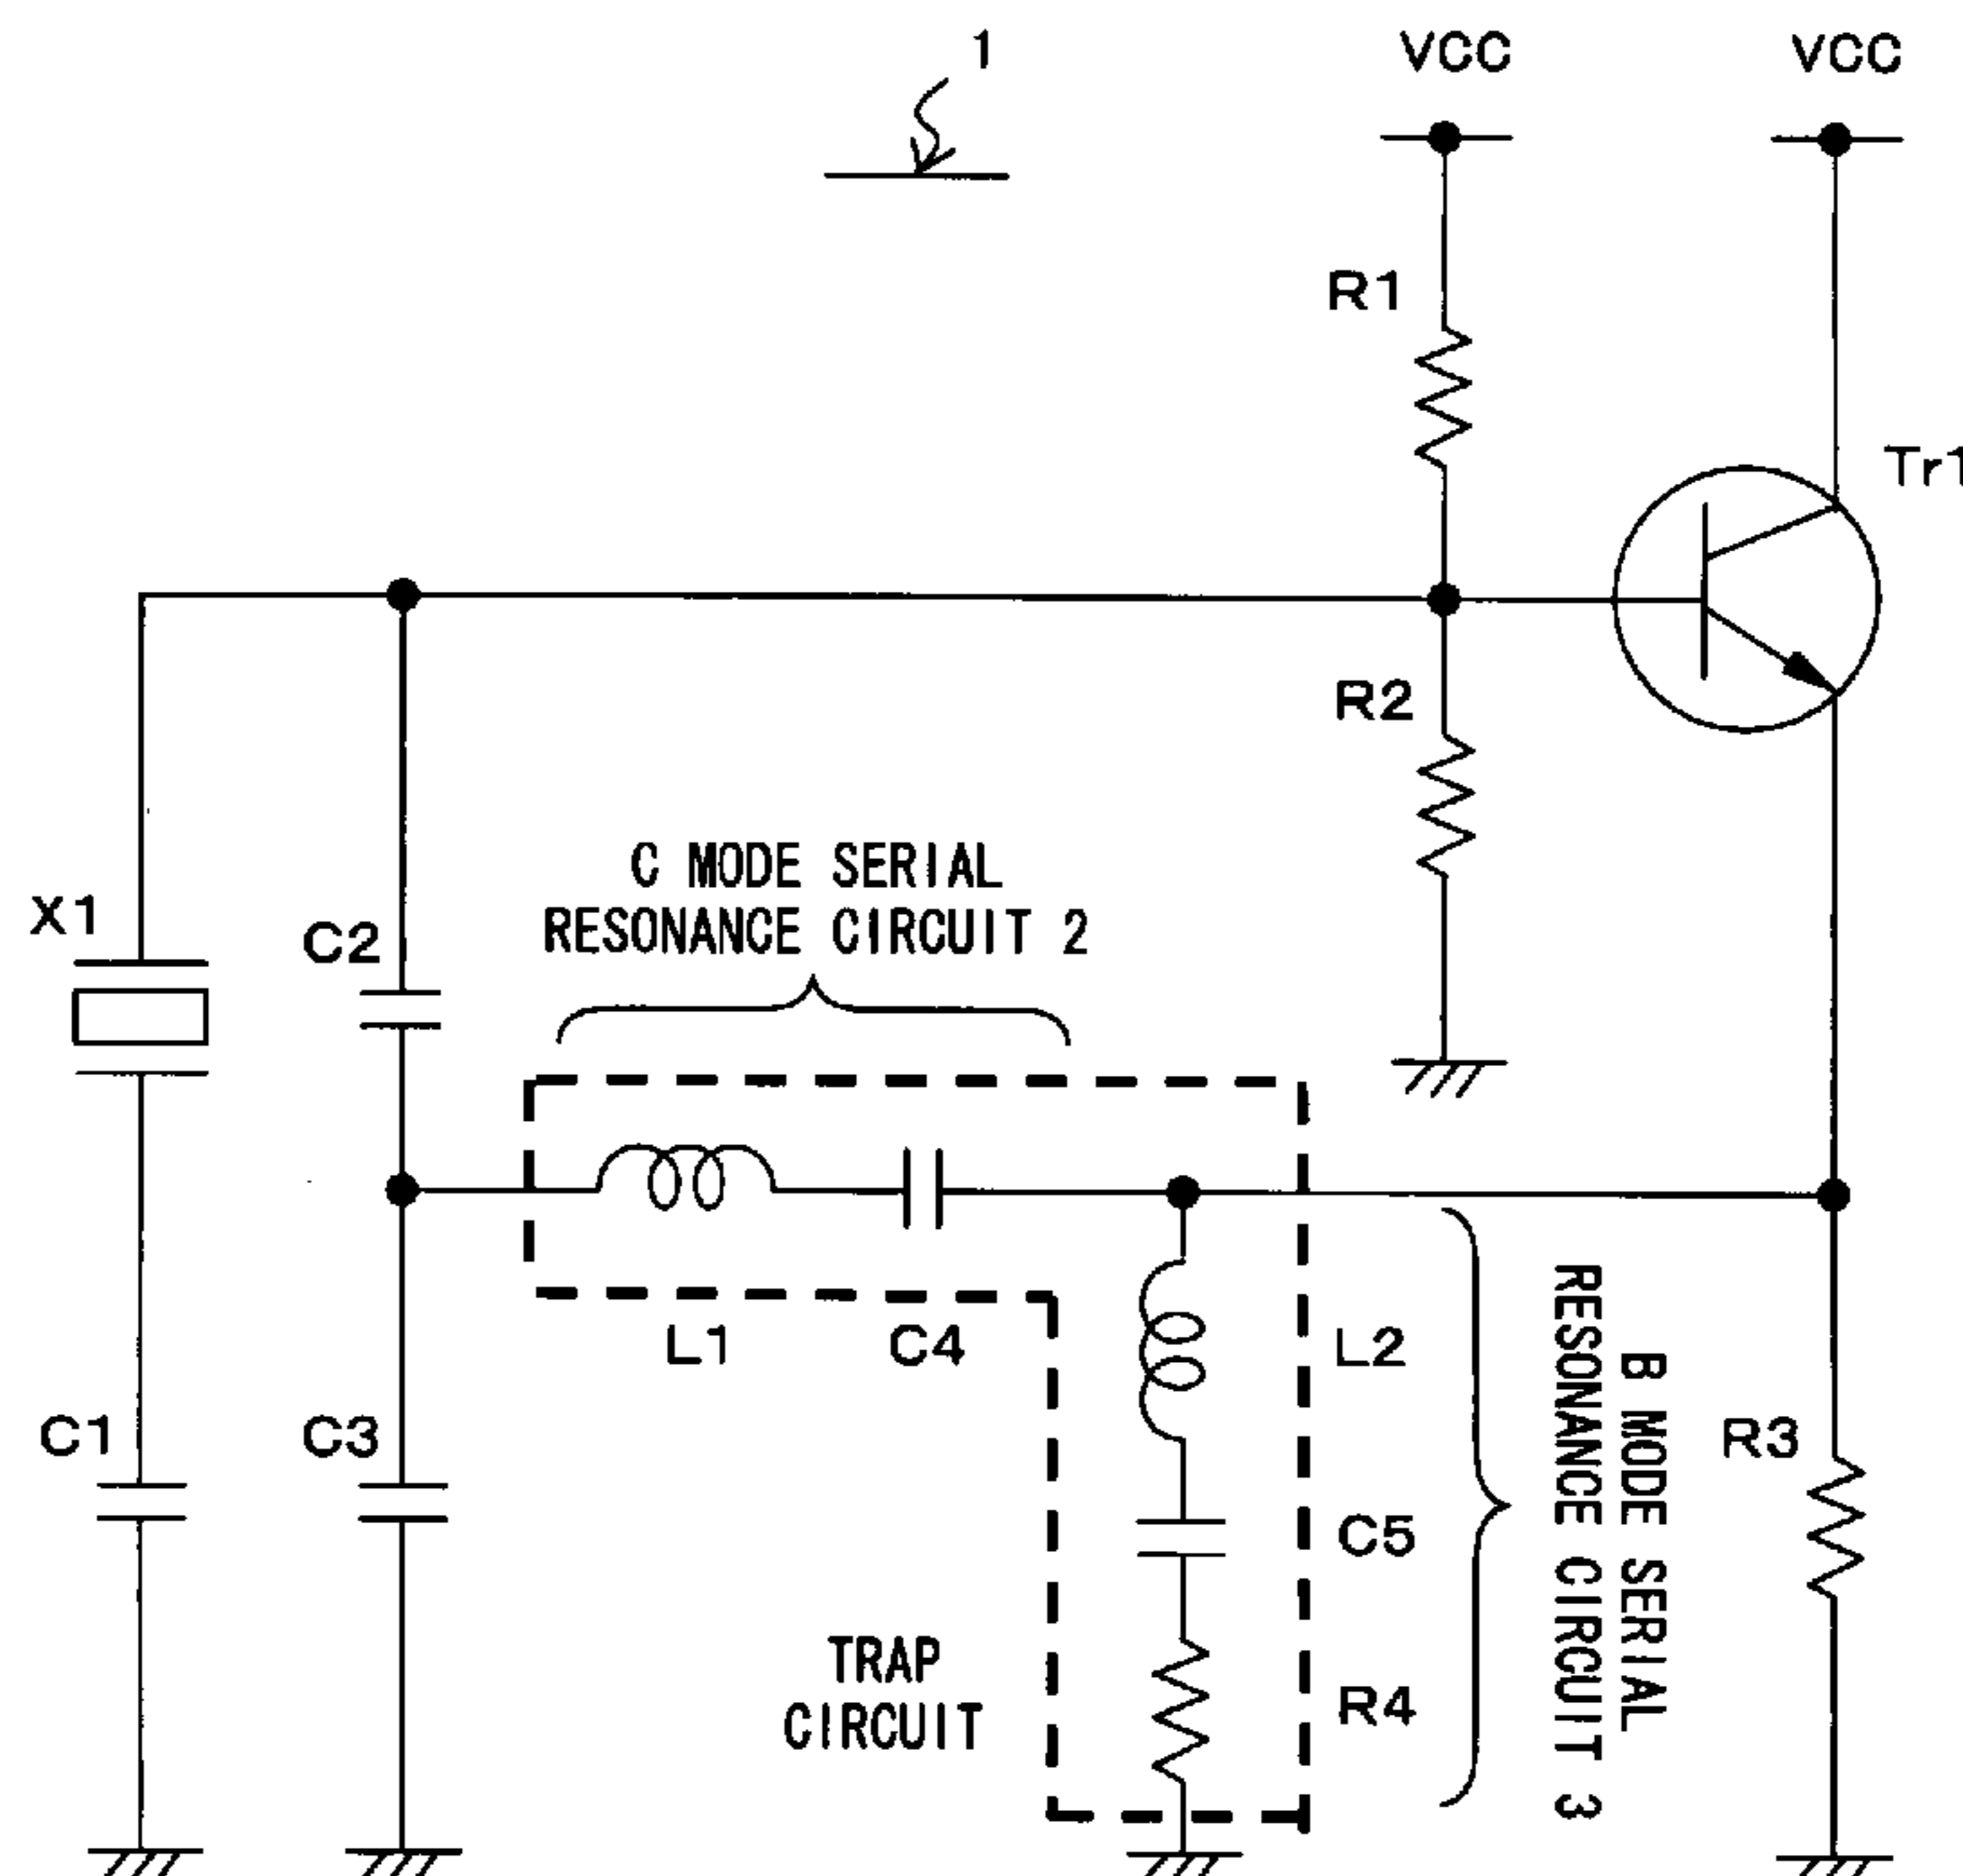 1
VCC
VCC
R1
Tr1
R2
C MODE SERIAL
RESONANCE CIRCUIT 2
X1
C2
L1
C4
L2
B MODE SERIAL
RESONANCE CIRCUIT 3
C1
C3
R3
C5
TRAP
CIRCUIT
R4